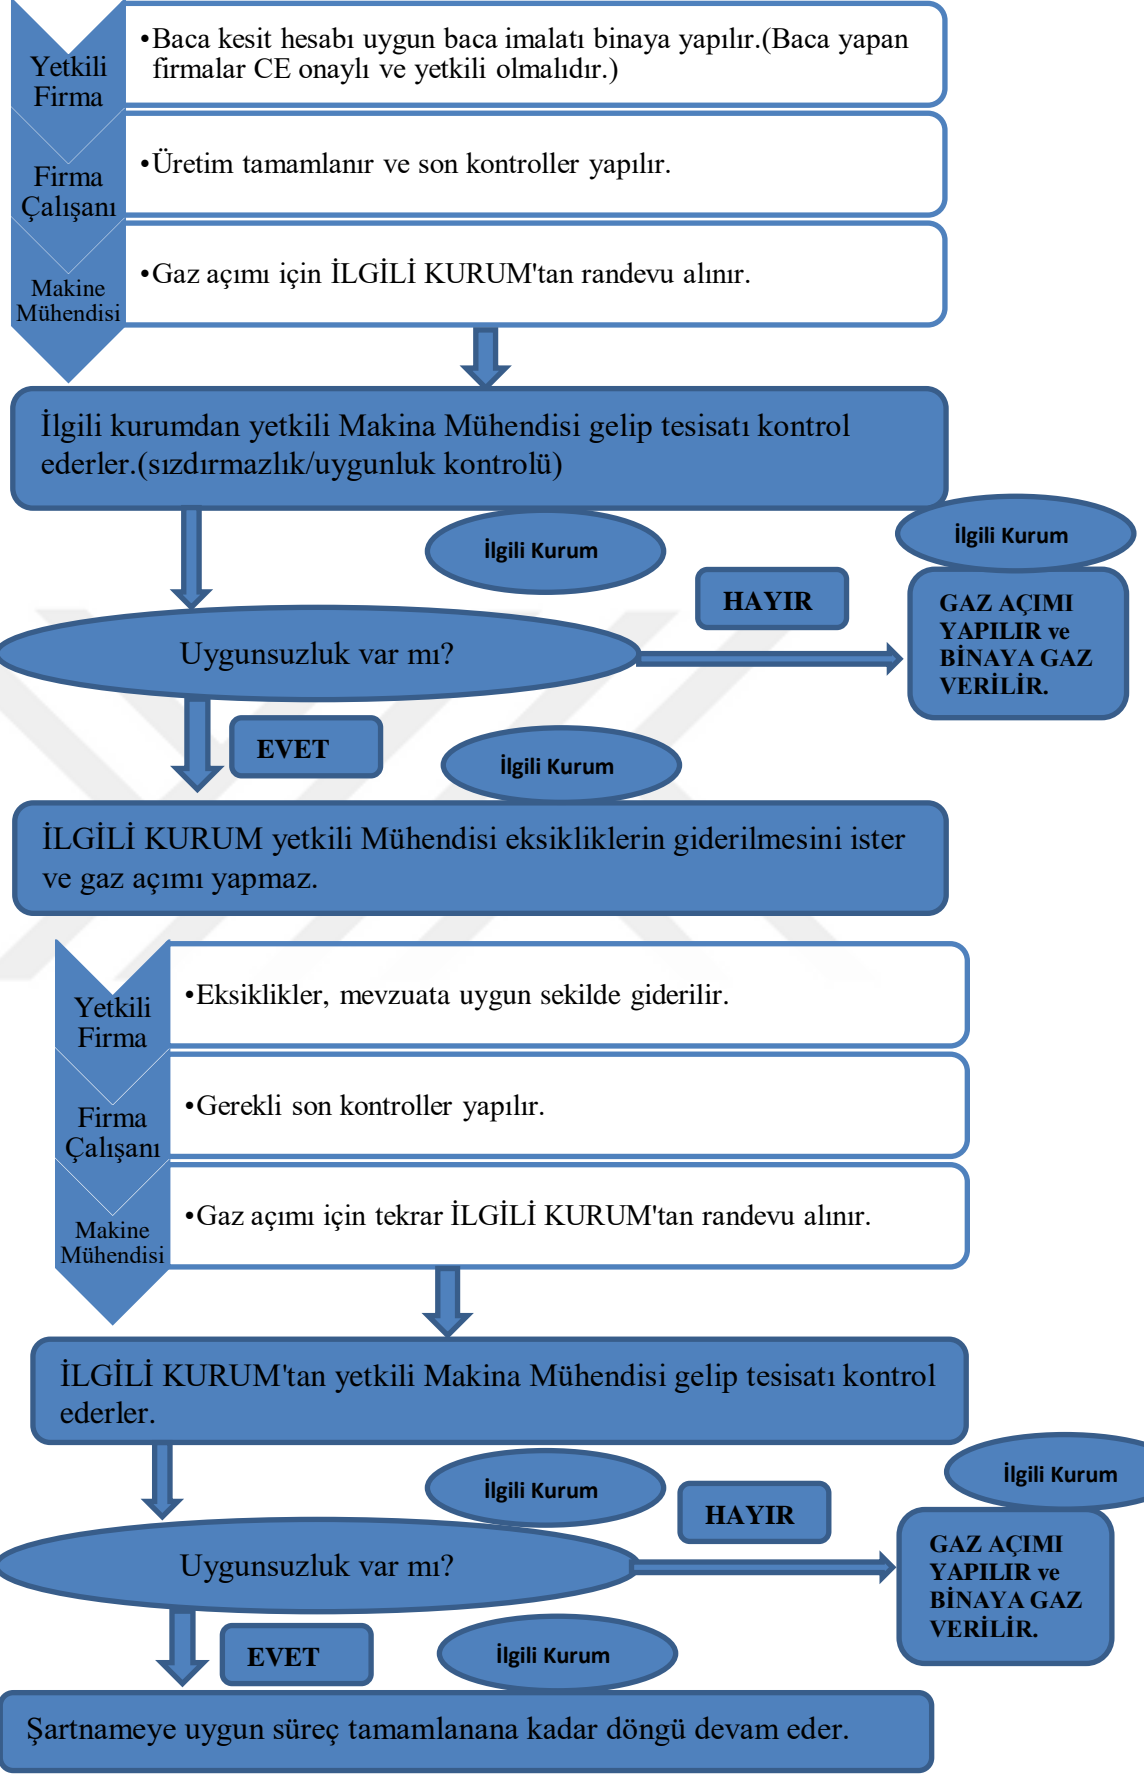 Yetkili
Firma
•Baca kesit hesabı uygun baca imalatı binaya yapılır.(Baca yapan
firmalar CE onaylı ve yetkili olmalıdır.)
Firma
Çalışanı
•Üretim tamamlanır ve son kontroller yapılır.
Makine
Mühendisi
•Gaz açımı için İLGİLİ KURUM'tan randevu alınır.
İlgili kurumdan yetkili Makina Mühendisi gelip tesisatı kontrol
ederler.(sızdırmazlık/uygunluk kontrolü)
İlgili Kurum
İlgili Kurum
Uygunsuzluk var mı?
HAYIR
GAZ AÇIMI
YAPILIR ve
BİNAYA GAZ
VERİLİR.
EVET
İlgili Kurum
İLGİLİ KURUM yetkili Mühendisi eksikliklerin giderilmesini ister
ve gaz açımı yapmaz.
Yetkili
Firma
•Eksiklikler, mevzuata uygun sekilde giderilir.
Firma
Çalışanı
•Gerekli son kontroller yapılır.
Makine
Mühendisi
•Gaz açımı için tekrar İLGİLİ KURUM'tan randevu alınır.
İLGİLİ KURUM'tan yetkili Makina Mühendisi gelip tesisatı kontrol
ederler.
İlgili Kurum
İlgili Kurum
Uygunsuzluk var mı?
HAYIR
GAZ AÇIMI
YAPILIR ve
BİNAYA GAZ
VERİLİR.
EVET
İlgili Kurum
Şartnameye uygun süreç tamamlanana kadar döngü devam eder.